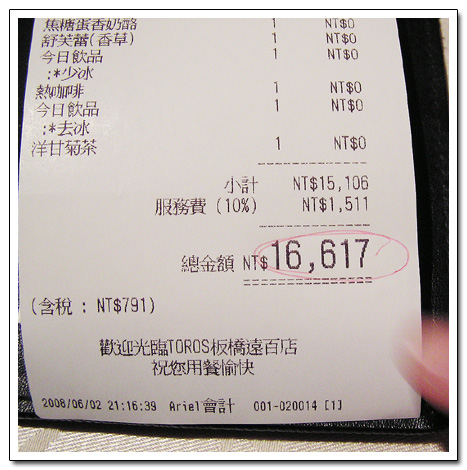 焦糖蛋香奶酪 1 NT$0
舒芙蕾(香草) 1 NT$0
今日飲品 1 NT$0
:*少冰
熱咖啡 1 NT$0
今日飲品 1 NT$0
:*去冰
洋甘菊茶 1 NT$0
小計 NT$15,106
服務費 (10%) NT$1,511
總金額 NT$16,617
(含稅 : NT$791)
歡迎光臨TOROS板橋遠百店
祝您用餐愉快
2006/06/02 21:16:39 Ariel會計 001-020014 [1]